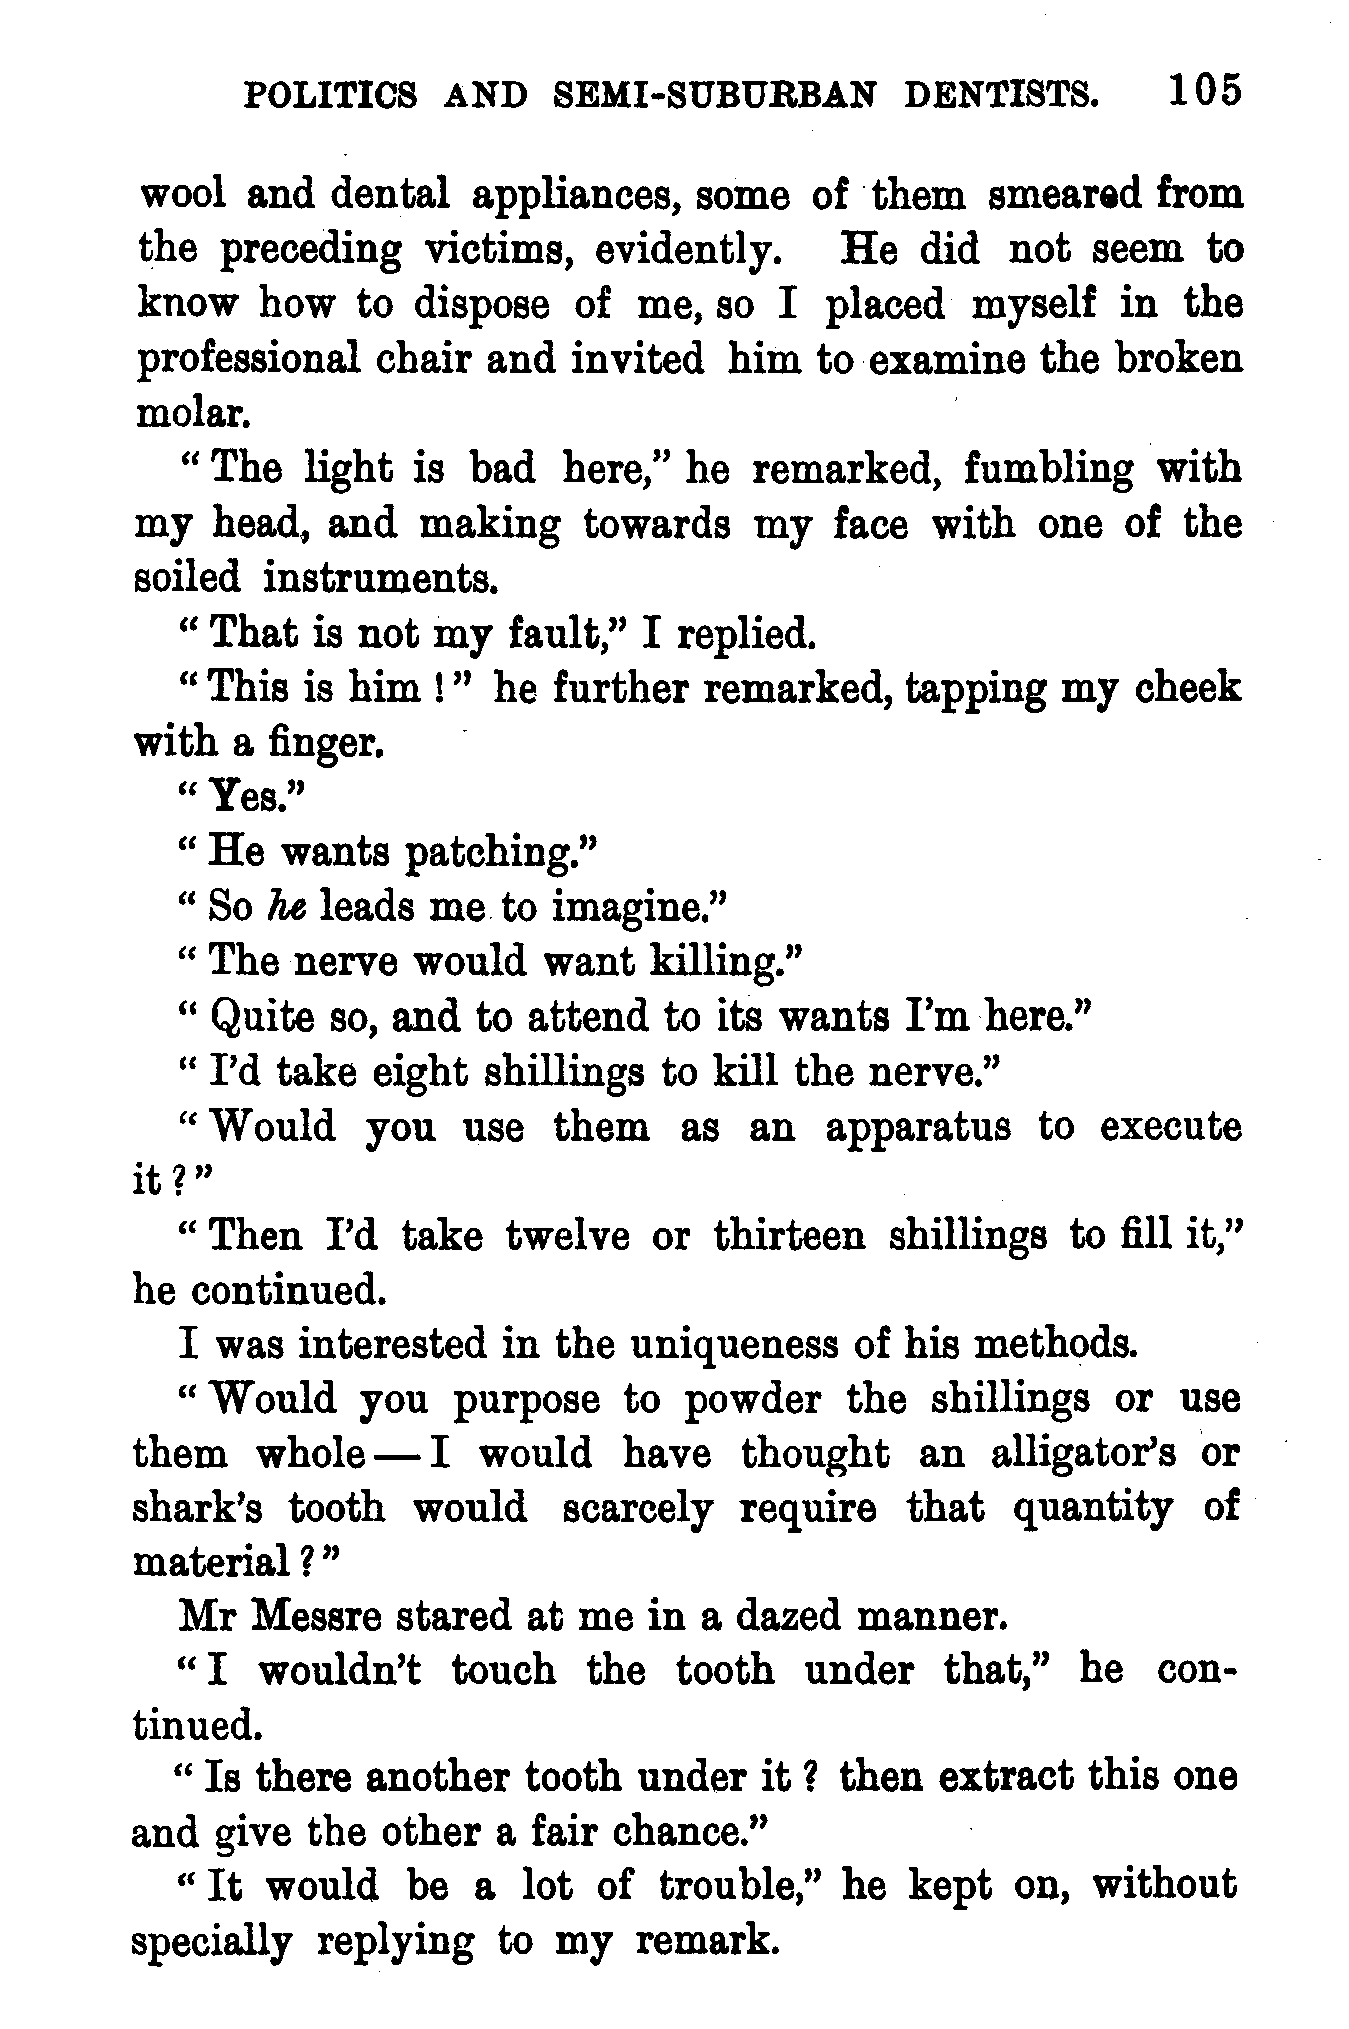 POLITICS AND SEMI-SUBURBAN DENTISTS. 105
wool and dental appliances, some of them smeared from
the preceding victims, evidently. He did not seem to
know how to dispose of me, so I placed myself in the
professional chair and invited him to examine the broken
molar.
“The light is bad here,” he remarked, fumbling with
my head, and making towards my face with one of the
soiled instruments.
“That is not my fault,” I replied.
“This is him!” he further remarked, tapping my cheek
with a finger.
“Yes.”
“He wants patching.”
“So he leads me to imagine.”
“The nerve would want killing.”
“Quite so, and to attend to its wants I’m here.”
“I’d take eight shillings to kill the nerve.”
“Would you use them as an apparatus to execute
it?”
“Then I’d take twelve or thirteen shillings to fill it,”
he continued.
I was interested in the uniqueness of his methods.
“Would you purpose to powder the shillings or use
them whole—I would have thought an alligator’s or
shark’s tooth would scarcely require that quantity of
material?”
Mr Messre stared at me in a dazed manner.
“I wouldn’t touch the tooth under that,” he con-
tinued.
“Is there another tooth under it? then extract this one
and give the other a fair chance.”
“It would be a lot of trouble,” he kept on, without
specially replying to my remark.